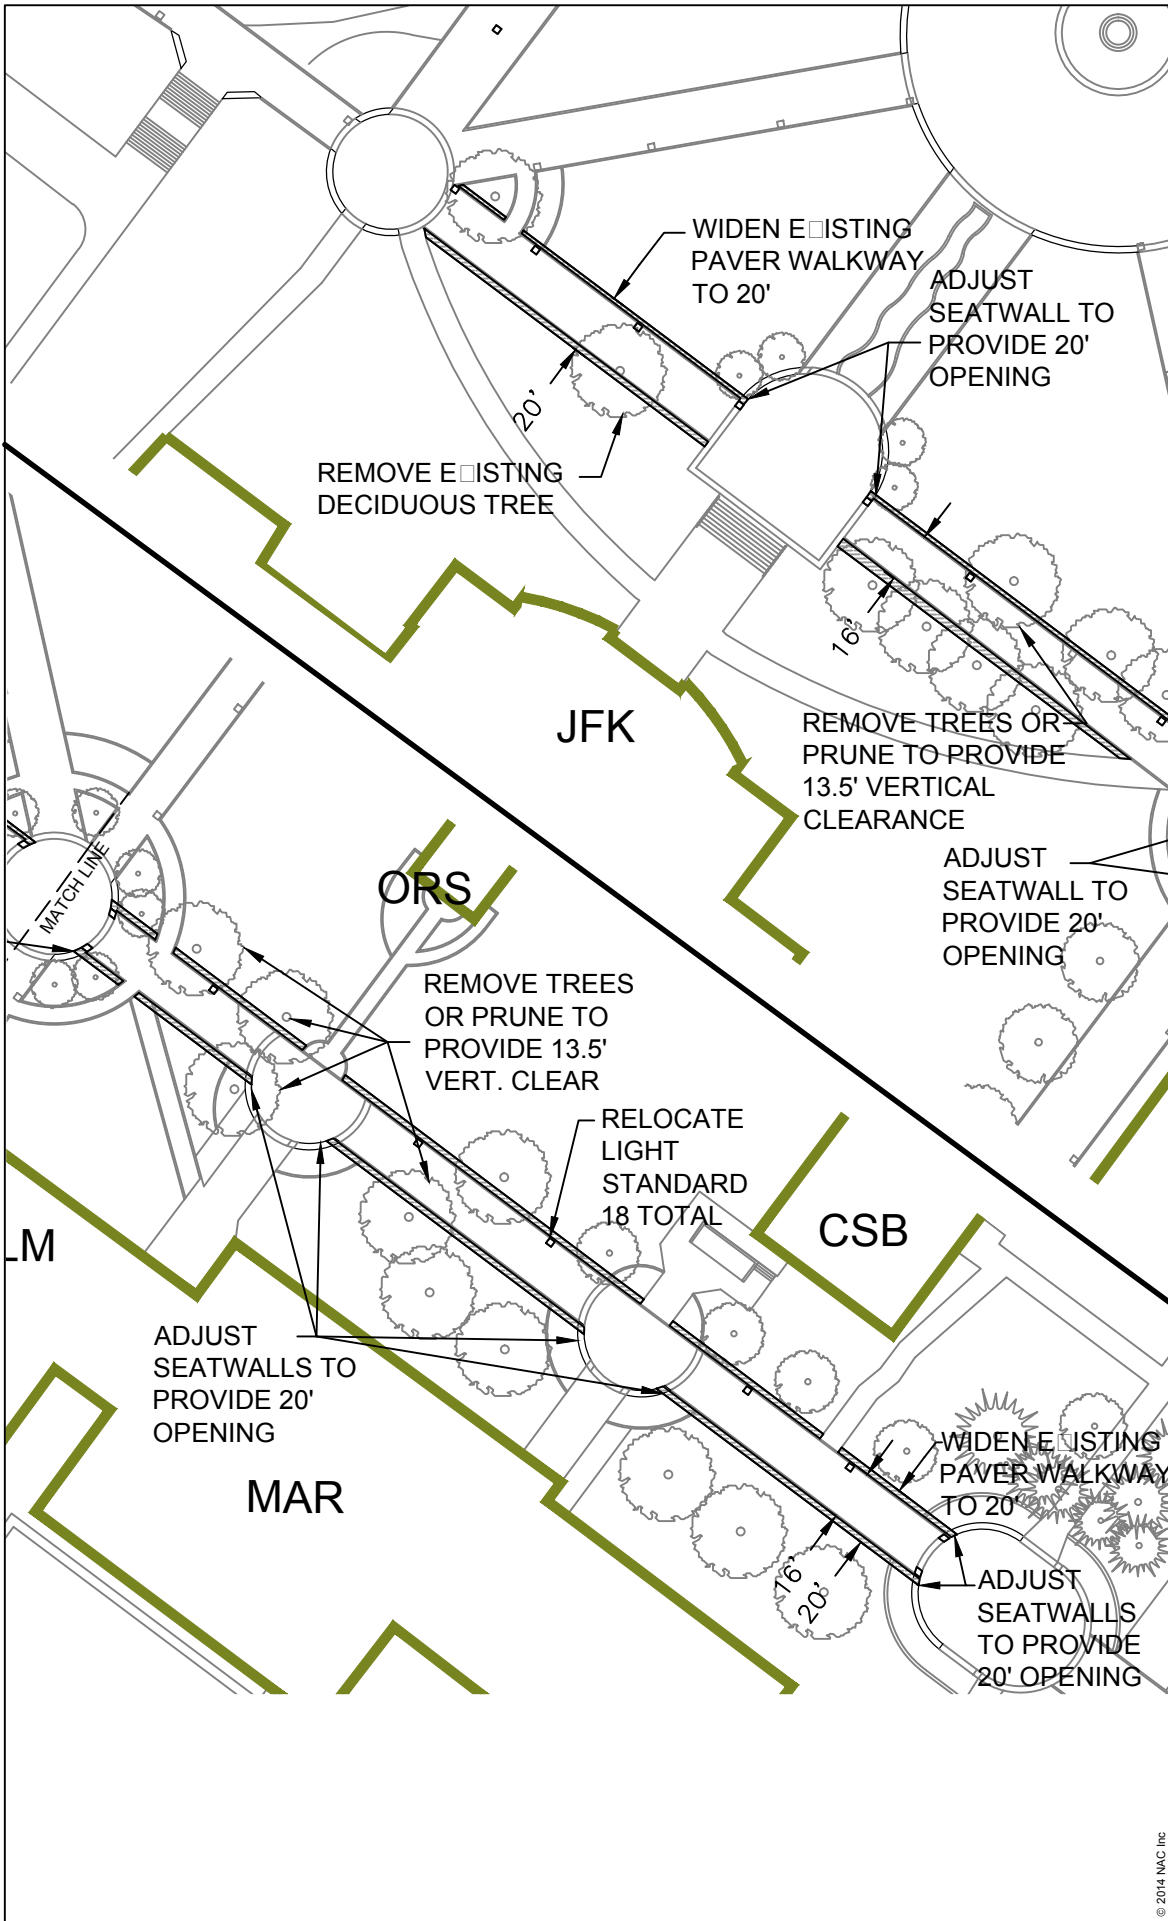 WIDEN E□ISTING
PAVER WALKWAY
TO 20'
ADJUST
SEATWALL TO
PROVIDE 20'
OPENING
20'
REMOVE E□ISTING
DECIDUOUS TREE
16'
JFK
REMOVE TREES OR
PRUNE TO PROVIDE
13.5' VERTICAL
CLEARANCE
ADJUST
SEATWALL TO
PROVIDE 20'
OPENING
MATCH LINE
ORS
REMOVE TREES
OR PRUNE TO
PROVIDE 13.5'
VERT. CLEAR
RELOCATE
LIGHT
STANDARD
18 TOTAL
CSB
LM
ADJUST
SEATWALLS TO
PROVIDE 20'
OPENING
MAR
WIDEN E□ISTING
PAVER WALKWAY
TO 20'
16'
20'
ADJUST
SEATWALLS
TO PROVIDE
20' OPENING
© 2014 NAC Inc